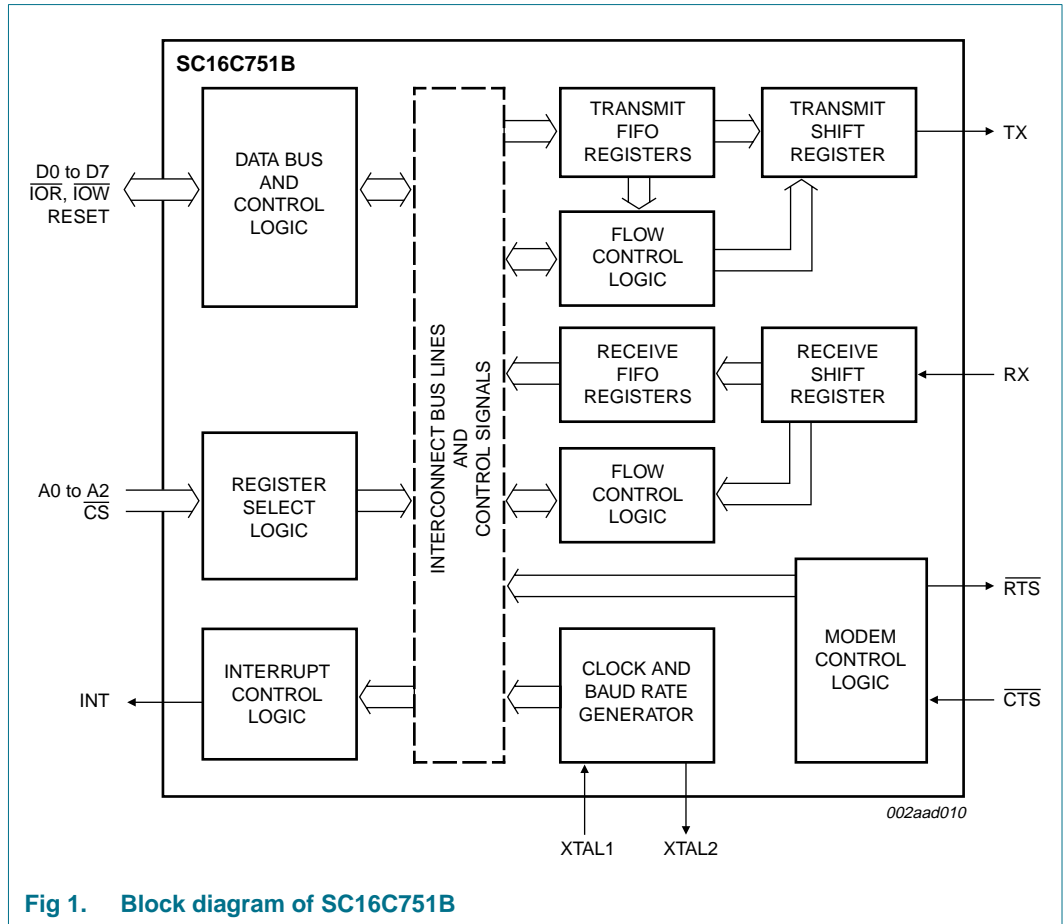 SC16C751B
D0 to D7
IOR, IOW
RESET
DATA BUS
AND
CONTROL
LOGIC
A0 to A2
CS
REGISTER
SELECT
LOGIC
INT
INTERRUPT
CONTROL
LOGIC
INTERCONNECT BUS LINES
AND
CONTROL SIGNALS
TRANSMIT
FIFO
REGISTERS
TRANSMIT
SHIFT
REGISTER
TX
FLOW
CONTROL
LOGIC
RECEIVE
FIFO
REGISTERS
RECEIVE
SHIFT
REGISTER
RX
FLOW
CONTROL
LOGIC
CLOCK AND
BAUD RATE
GENERATOR
MODEM
CONTROL
LOGIC
RTS
CTS
XTAL1
XTAL2
002aad010
Fig 1. Block diagram of SC16C751B